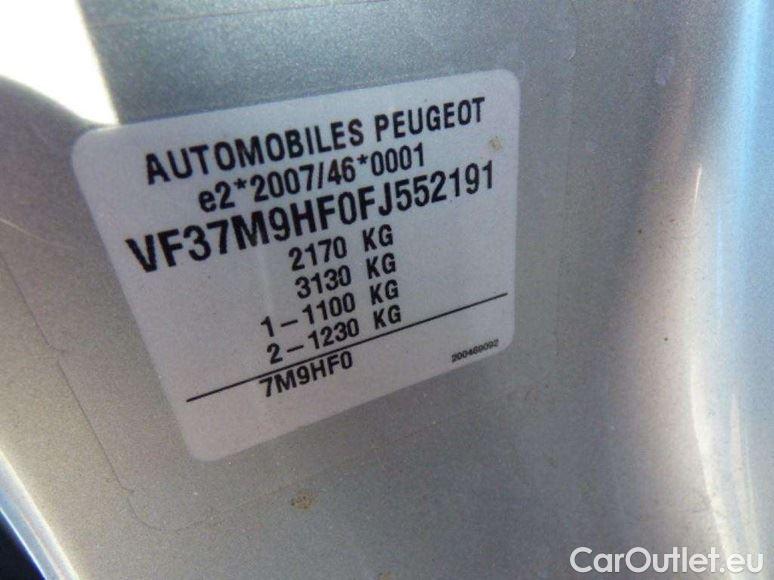 AUTOMOBILES PEUGEOT
e2*2007/46*0001
VF37M9HF0FJ552191
2170 KG
3130 KG
1-1100 KG
2-1230 KG
7M9HF0
200469092
CarOutlet.eu